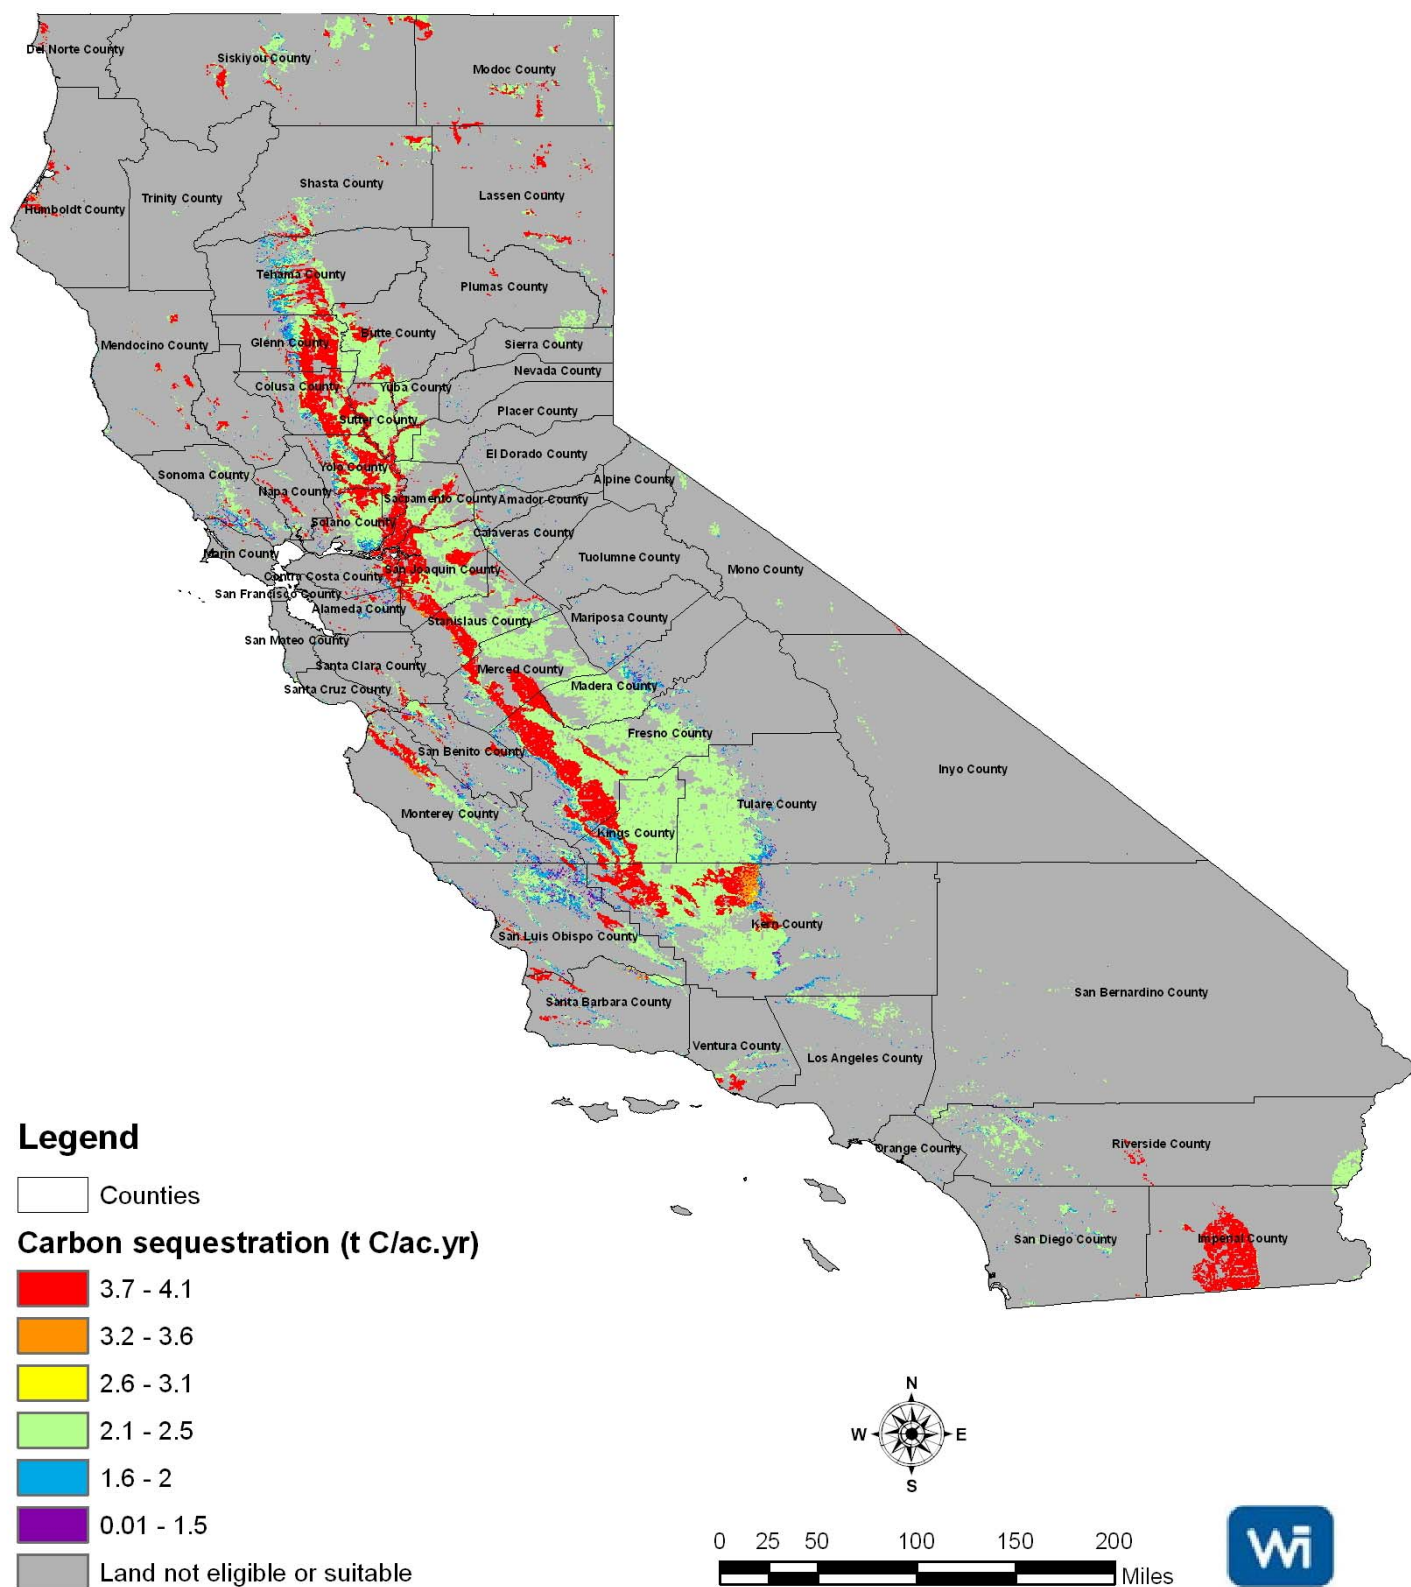 Del Norte County
Siskiyou County
Modoc County
Shasta County
Trinity County
Lassen County
Humboldt County
Tehama County
Plumas County
Butte County
Glenn County
Mendocino County
Sierra County
Nevada County
Colusa County
Yuba County
Placer County
Sutter County
El Dorado County
Yolo County
Sonoma County
Alpine County
Napa County
Sacramento County
Amador County
Solano County
Calaveras County
Marin County
Tuolumne County
Mono County
San Joaquin County
Contra Costa County
San Francisco County
Alameda County
Stanislaus County
Mariposa County
San Mateo County
Santa Clara County
Merced County
Santa Cruz County
Madera County
Fresno County
San Benito County
Inyo County
Tulare County
Monterey County
Kings County
Kern County
San Luis Obispo County
San Bernardino County
Santa Barbara County
Ventura County
Los Angeles County
Orange County
Riverside County
San Diego County
Imperial County
Legend
Counties
Carbon sequestration (t C/ac.yr)
3.7 - 4.1
3.2 - 3.6
2.6 - 3.1
2.1 - 2.5
1.6 - 2
0.01 - 1.5
Land not eligible or suitable
N
W E
S
0 25 50 100 150 200
Miles
Wi